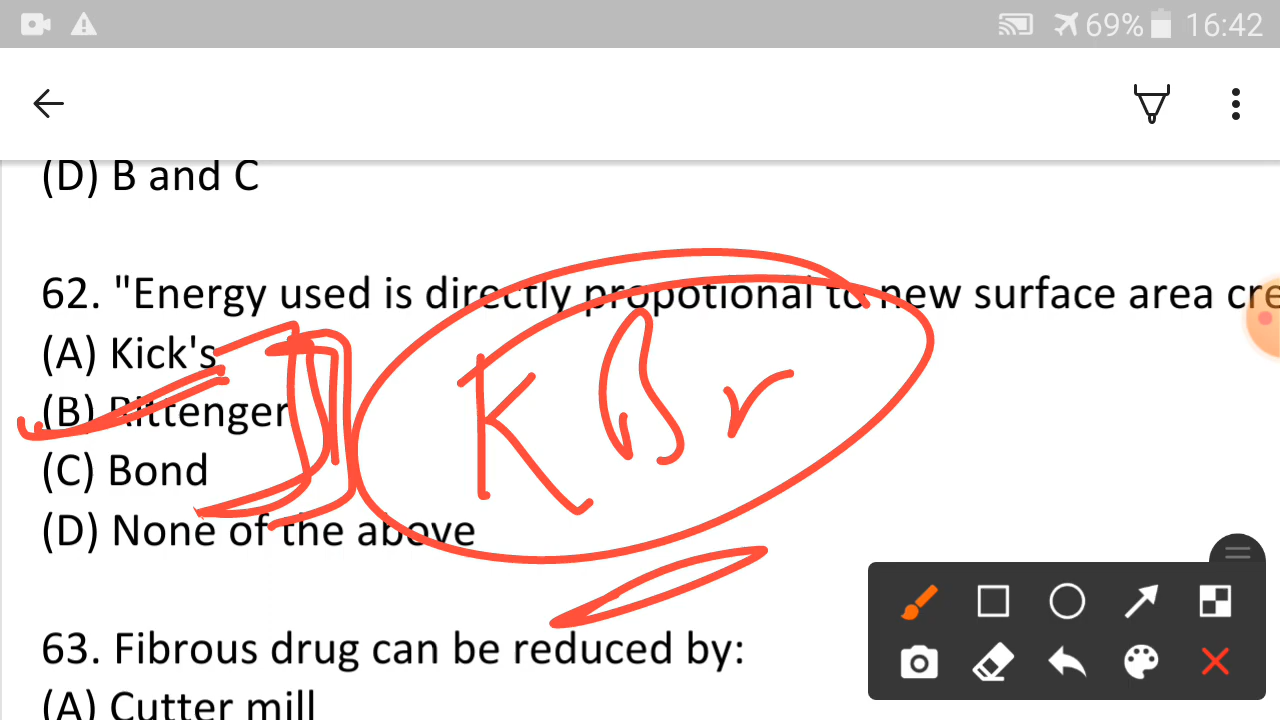 69% 16:42
(D) B and C
62. "Energy used is directly propotional to new surface area cre
(A) Kick's
(B) Rittenger
(C) Bond
(D) None of the above
K B r
63. Fibrous drug can be reduced by:
(A) Cutter mill